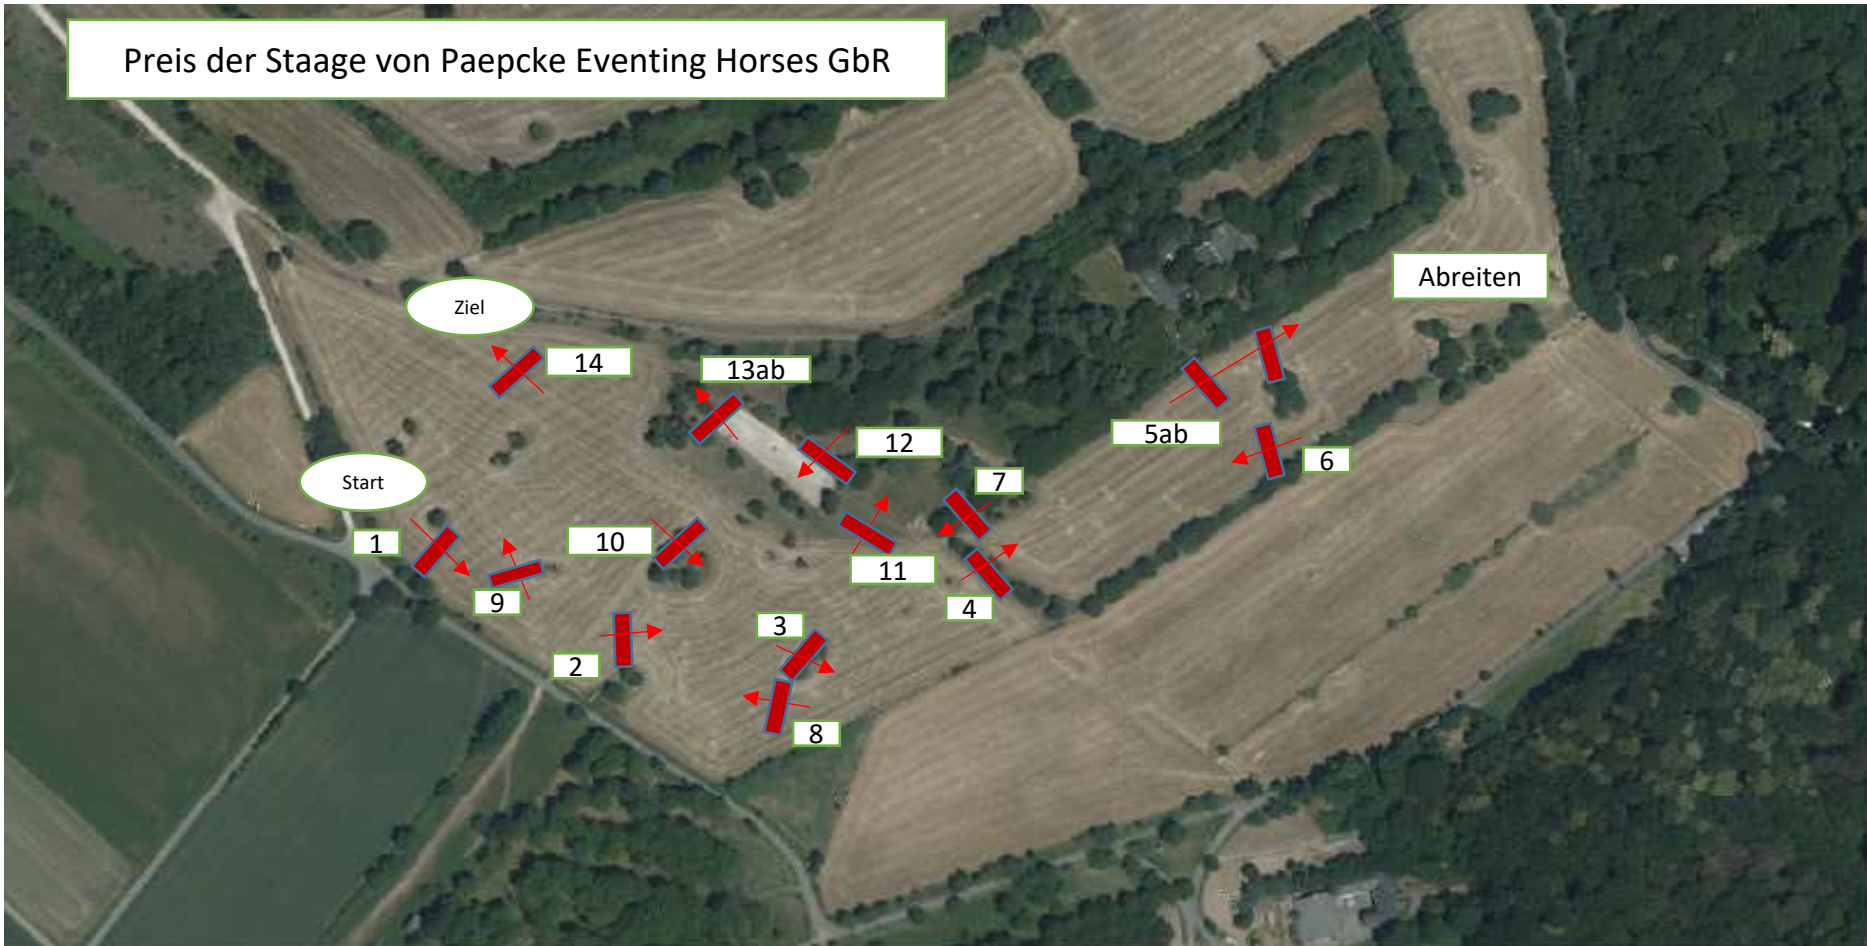 Preis der Staage von Paepcke Eventing Horses GbR
Abreiten
Ziel
14
13ab
12
5ab
6
7
Start
1
10
11
9
4
3
2
8